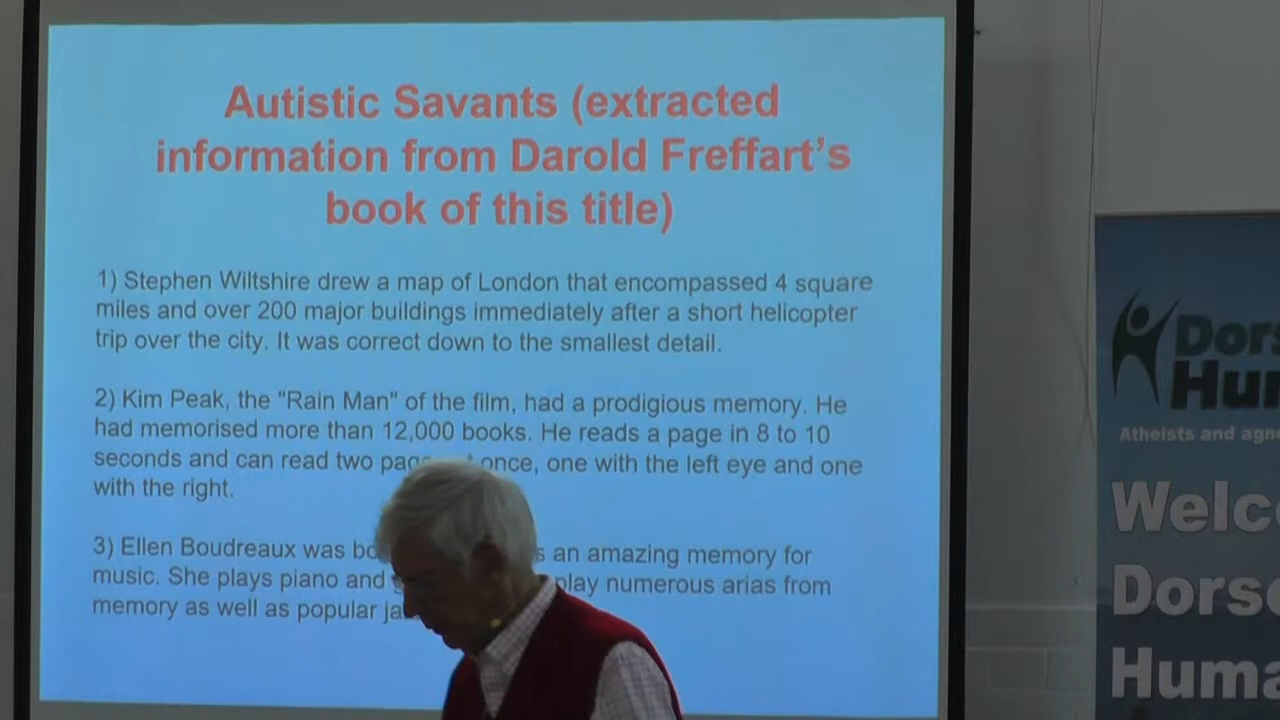 Autistic Savants (extracted
information from Darold Freffart's
book of this title)
1) Stephen Wiltshire drew a map of London that encompassed 4 square
miles and over 200 major buildings immediately after a short helicopter
trip over the city. It was correct down to the smallest detail.
2) Kim Peak, the "Rain Man" of the film, had a prodigious memory. He
had memorised more than 12,000 books. He reads a page in 8 to 10
seconds and can read two once, one with the left eye and one
with the right.
3) Ellen Boudreaux was an amazing memory for
music. She plays piano and play numerous arias from
memory as well as popular
Dors
Hu
Atheists and agn
Welc
Dors
Huma